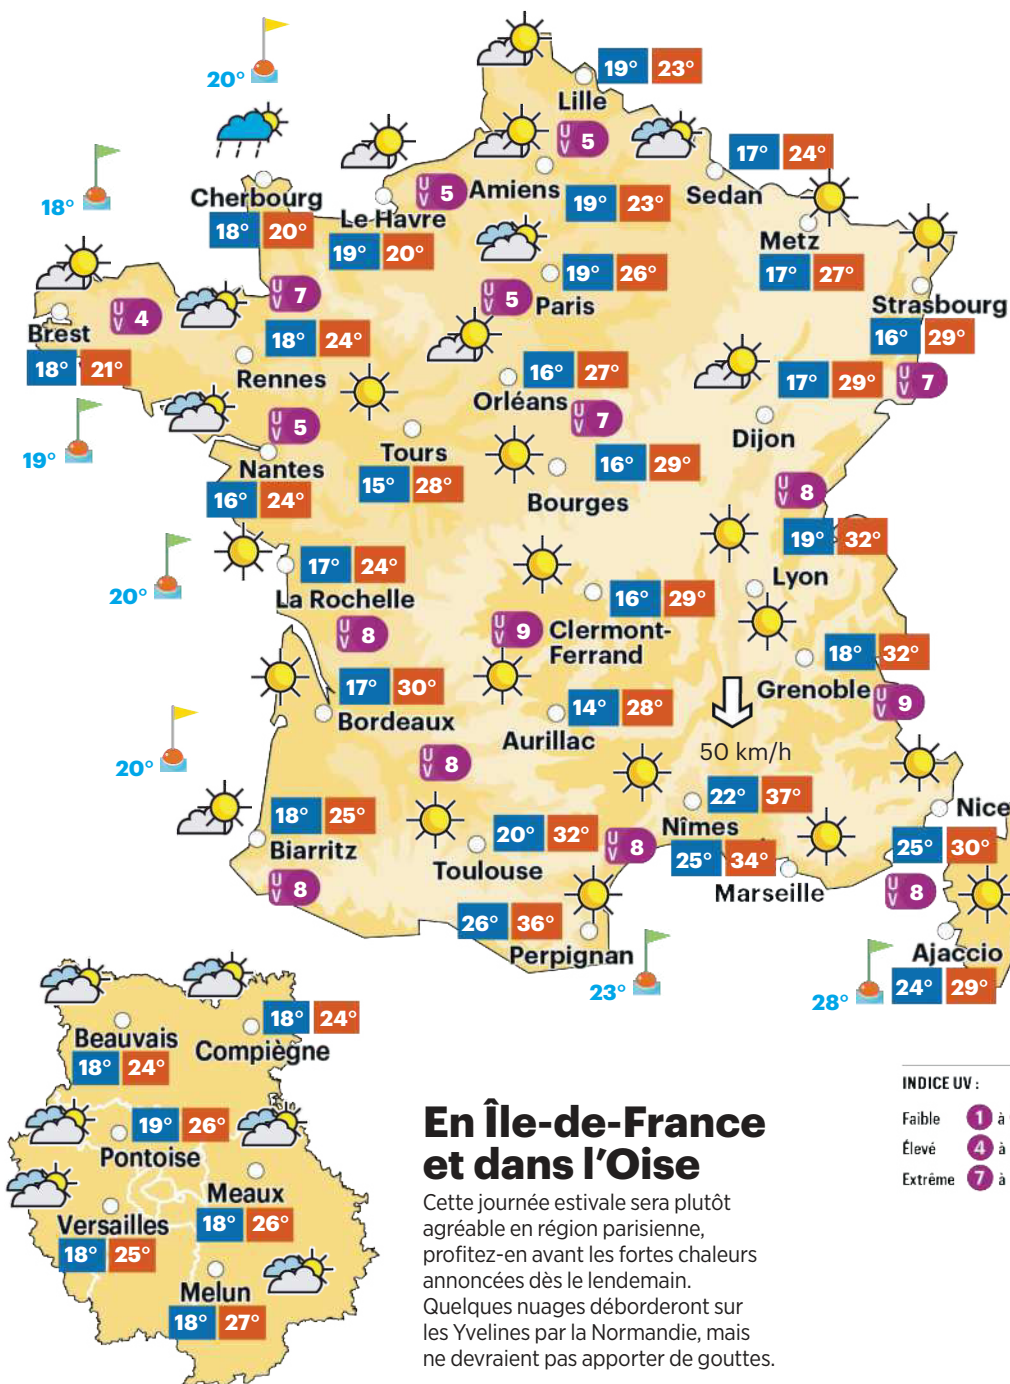 20°
19° 23°
Lille
UV 5
18°
17° 24°
Sedan
Cherbourg
18° 20°
UV 5
Amiens
19° 23°
Le Havre
19° 20°
Metz
17° 27°
UV 7
19° 26°
UV 5
Paris
Strasbourg
16° 29°
UV 4
Brest
18° 21°
18° 24°
Rennes
16° 27°
Orléans
UV 7
17° 29°
UV 7
Dijon
19°
UV 5
Nantes
16° 24°
Tours
15° 28°
16° 29°
Bourges
UV 8
19° 32°
Lyon
20°
17° 24°
La Rochelle
UV 8
16° 29°
UV 9
Clermont-
Ferrand
18° 32°
Grenoble
UV 9
17° 30°
Bordeaux
14° 28°
Aurillac
50 km/h
20°
UV 8
18° 25°
Biarritz
UV 8
20° 32°
Toulouse
UV 8
22° 37°
Nîmes
25° 34°
Marseille
Nice
25° 30°
UV 8
26° 36°
Perpignan
23°
Ajaccio
24° 29°
28°
18° 24°
Compiègne
Beauvais
18° 24°
19° 26°
Pontoise
Meaux
18° 26°
Versailles
18° 25°
Melun
18° 27°
En Île-de-France
et dans l’Oise
Cette journée estivale sera plutôt
agréable en région parisienne,
profitez-en avant les fortes chaleurs
annoncées dès le lendemain.
Quelques nuages déborderont sur
les Yvelines par la Normandie, mais
ne devraient pas apporter de gouttes.
INDICE UV :
Faible 1 à
Élevé 4 à
Extrême 7 à